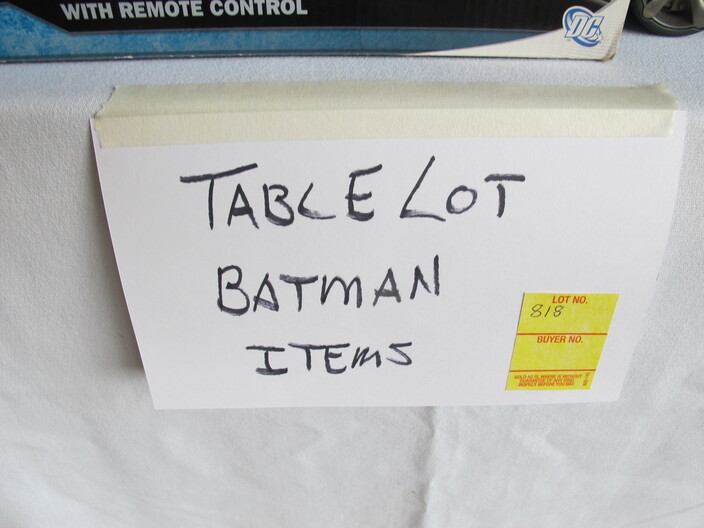 WITH REMOTE CONTROL
DC
TABLE LOT
BATMAN
ITEMS
LOT NO.
818
BUYER NO.